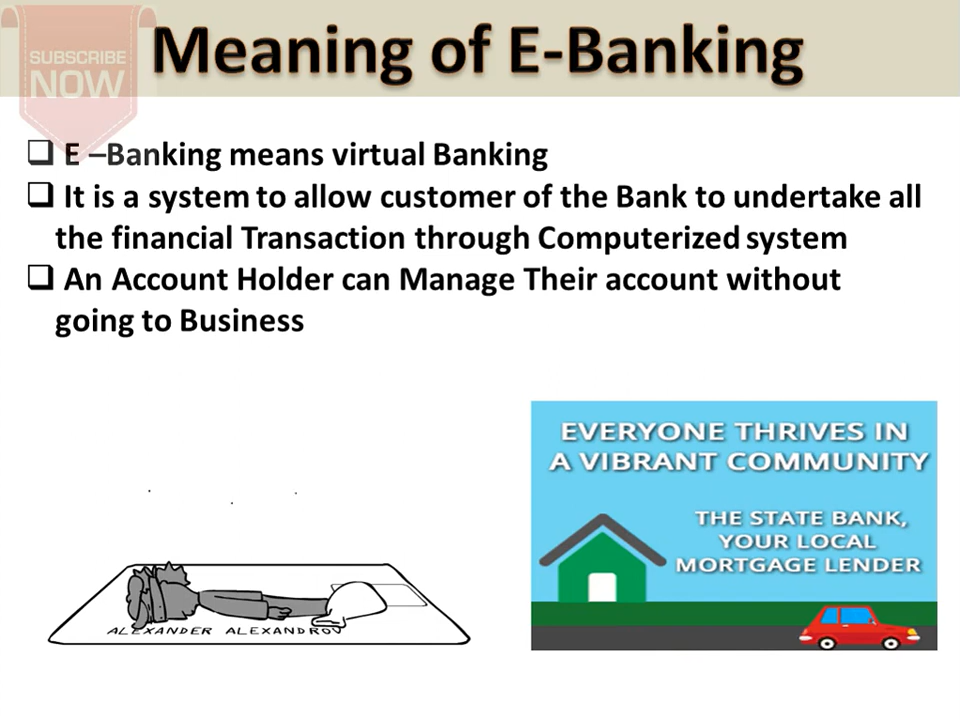 SUBSCRIBE
NOW
Meaning of E-Banking
E –Banking means virtual Banking
It is a system to allow customer of the Bank to undertake all
the financial Transaction through Computerized system
An Account Holder can Manage Their account without
going to Business
EVERYONE THRIVES IN
A VIBRANT COMMUNITY
THE STATE BANK,
YOUR LOCAL
MORTGAGE LENDER
ALEXANDER ALEXANDROV